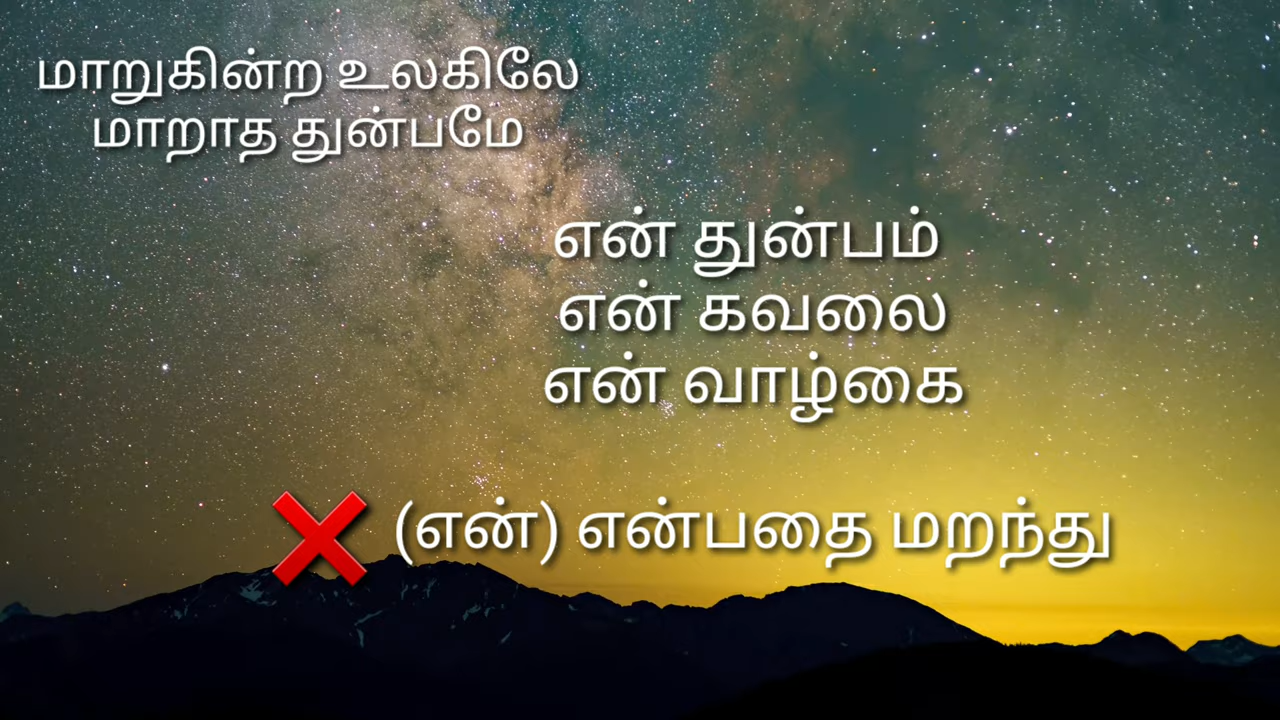 மாறுகின்ற உலகிலே
மாறாத துன்பமே
என் துன்பம்
என் கவலை
என் வாழ்கை
(என்) என்பதை மறந்து